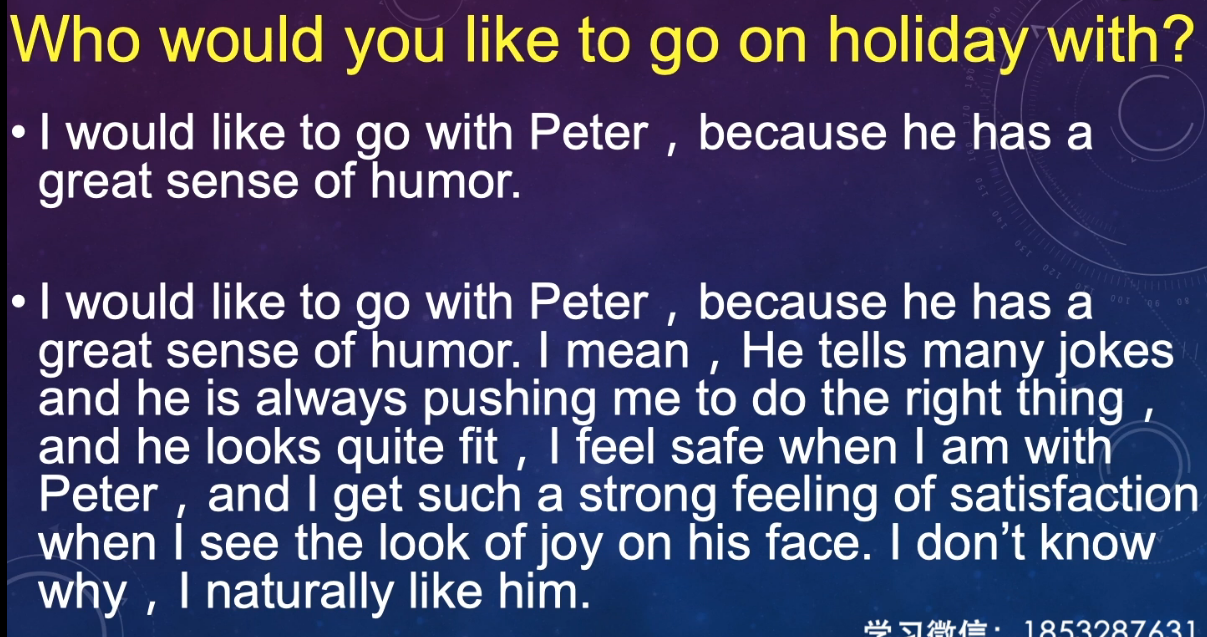 Who would you like to go on holiday with?
• I would like to go with Peter，because he has a
great sense of humor.
• I would like to go with Peter，because he has a
great sense of humor. I mean，He tells many jokes
and he is always pushing me to do the right thing，
and he looks quite fit，I feel safe when I am with
Peter，and I get such a strong feeling of satisfaction
when I see the look of joy on his face. I don’t know
why，I naturally like him.
学习微信：1853287631